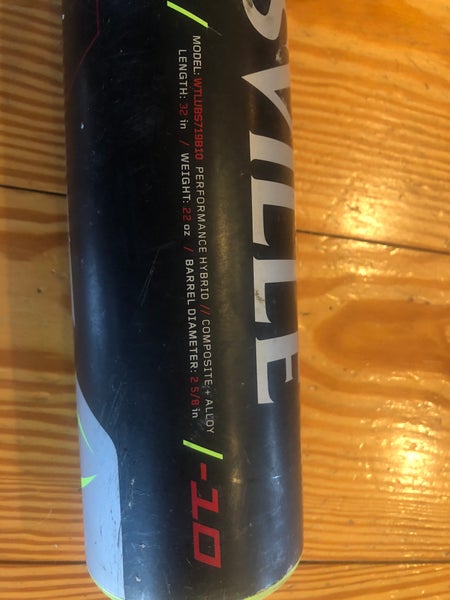 SVILLE
MODEL: WTLUBS719B10 PERFORMANCE HYBRID // COMPOSITE + ALLOY
LENGTH: 32 in / WEIGHT: 22 oz / BARREL DIAMETER: 2 5/8 in
/-10